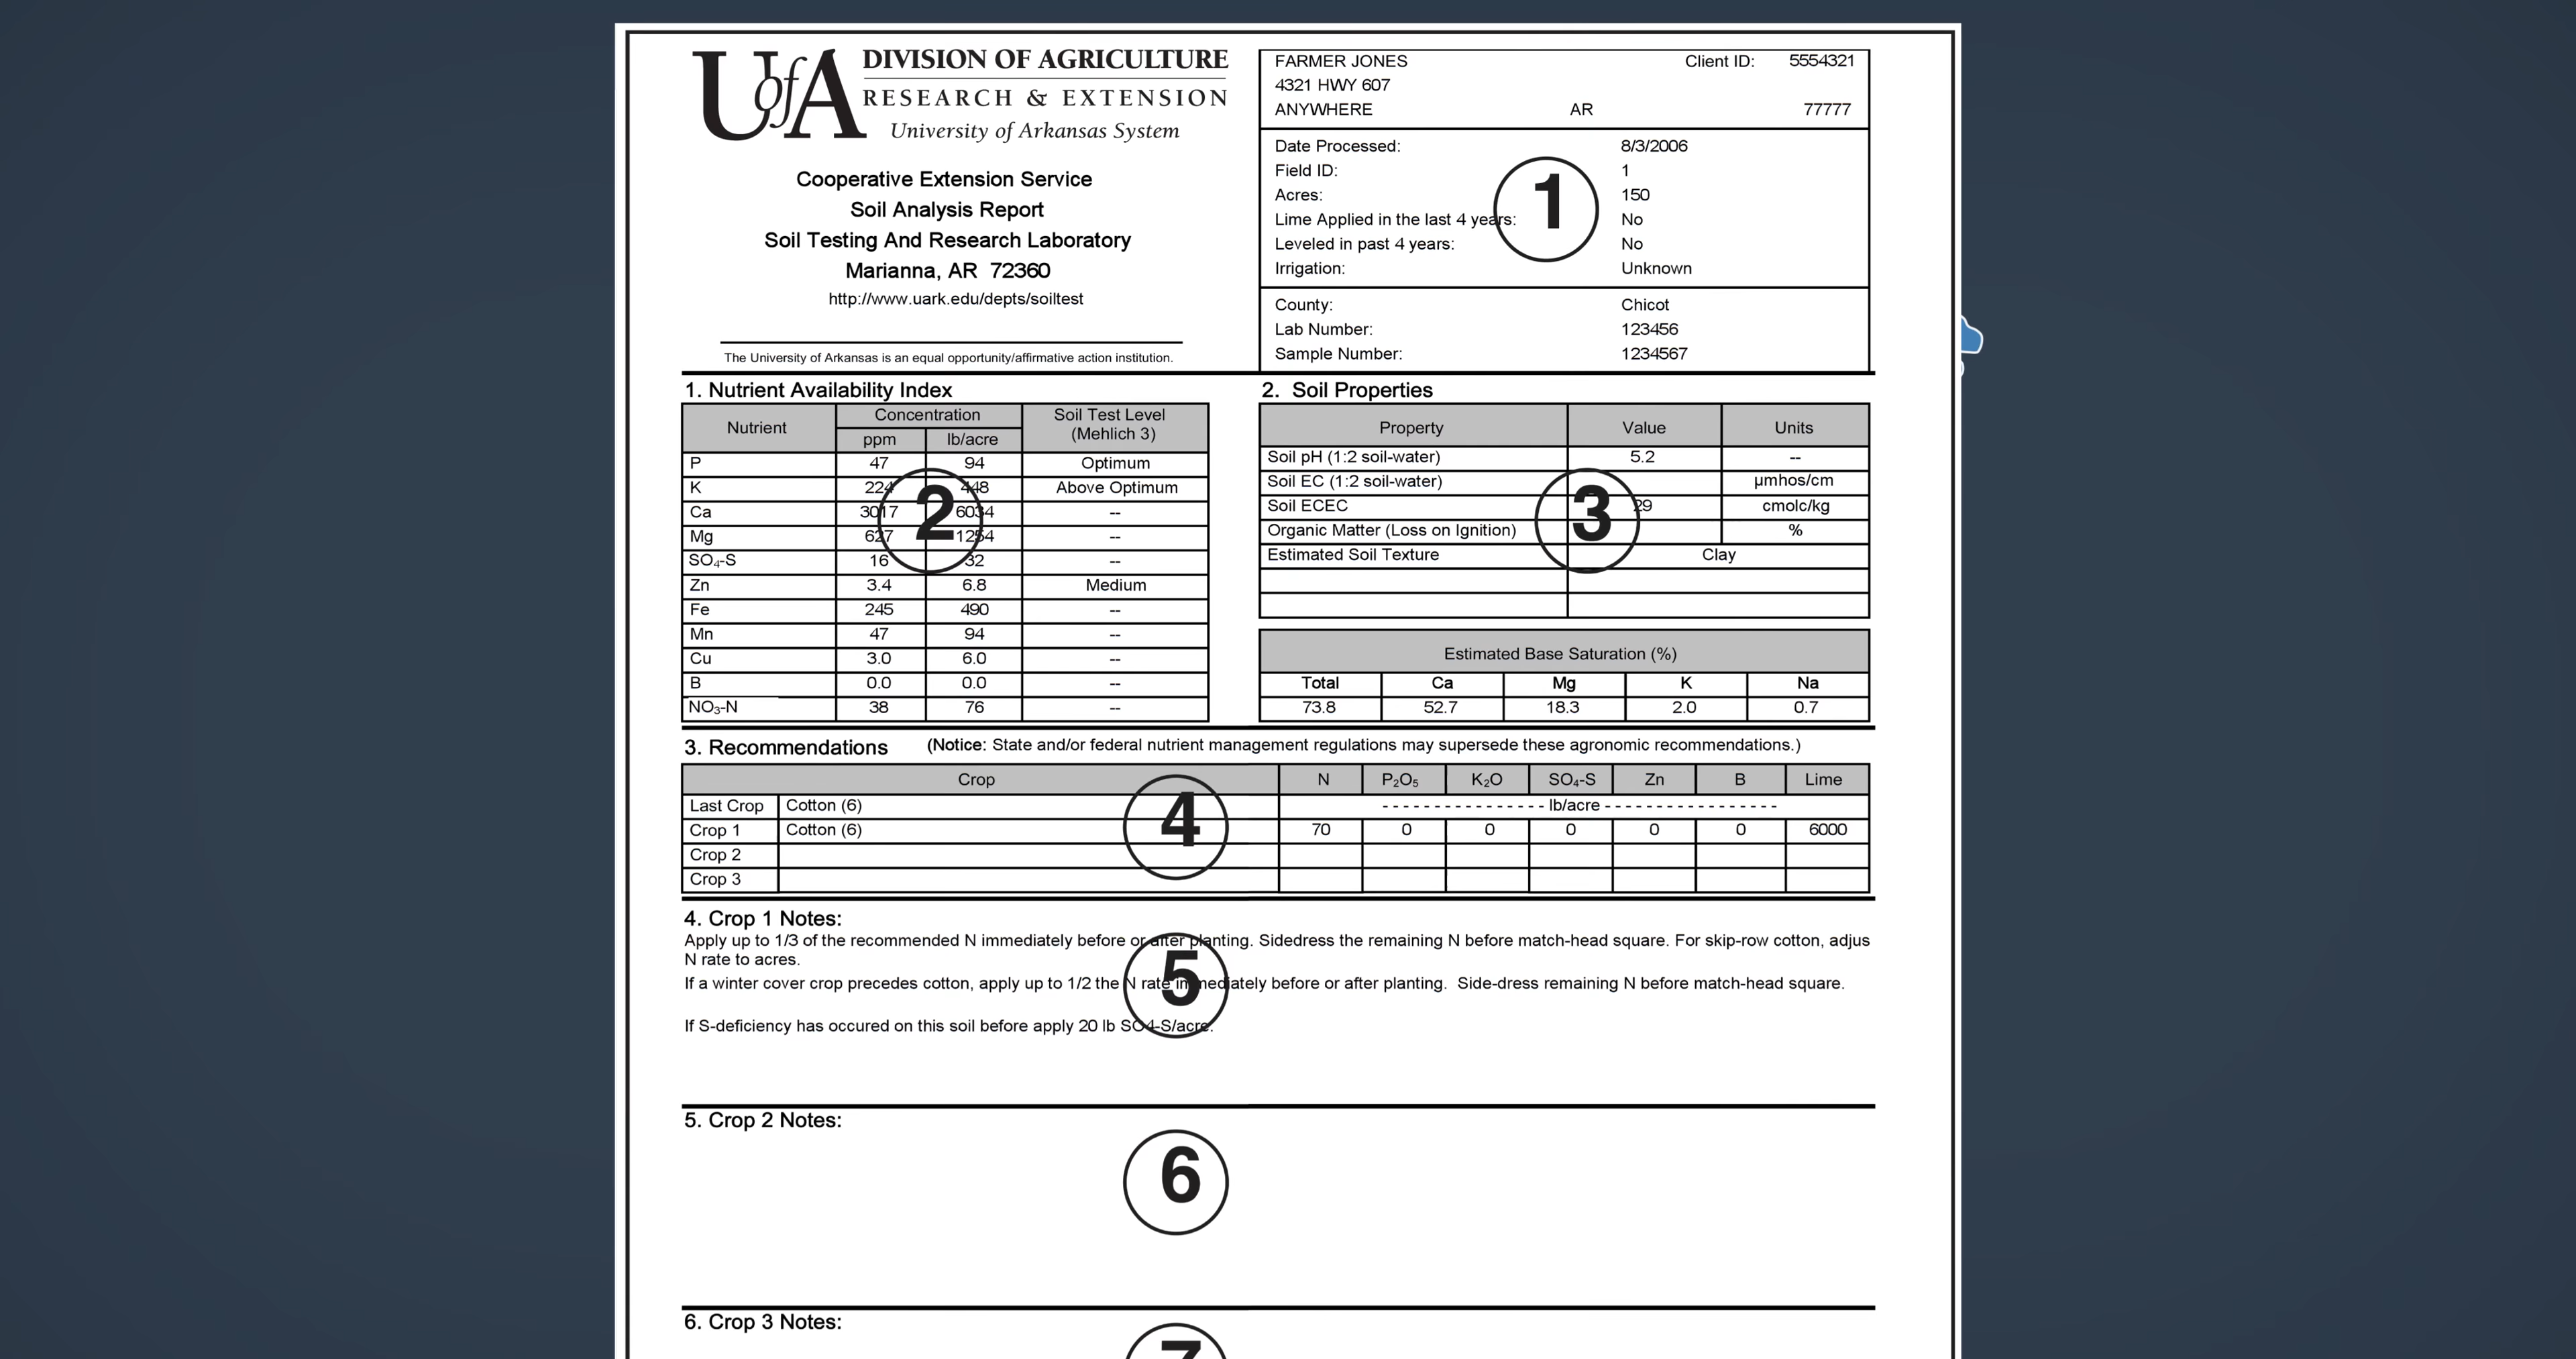 UofA DIVISION OF AGRICULTURE
RESEARCH & EXTENSION
University of Arkansas System
Cooperative Extension Service
Soil Analysis Report
Soil Testing And Research Laboratory
Marianna, AR 72360
http://www.uark.edu/depts/soiltest
The University of Arkansas is an equal opportunity/affirmative action institution.
FARMER JONES Client ID: 5554321
4321 HWY 607
ANYWHERE AR 77777
Date Processed: 8/3/2006
Field ID: 1
Acres: 150
Lime Applied in the last 4 years: No
Leveled in past 4 years: No
Irrigation: Unknown
1
County: Chicot
Lab Number: 123456
Sample Number: 1234567
1. Nutrient Availability Index
Nutrient Concentration Soil Test Level
ppm lb/acre (Mehlich 3)
P 47 94 Optimum
K 224 448 Above Optimum
Ca 3017 6034 --
Mg 627 1254 --
SO₄-S 16 32 --
Zn 3.4 6.8 Medium
Fe 245 490 --
Mn 47 94 --
Cu 3.0 6.0 --
B 0.0 0.0 --
NO₃-N 38 76 --
2
2. Soil Properties
Property Value Units
Soil pH (1:2 soil-water) 5.2 --
Soil EC (1:2 soil-water) µmhos/cm
Soil ECEC 29 cmolc/kg
Organic Matter (Loss on Ignition) %
Estimated Soil Texture Clay
3
Estimated Base Saturation (%)
Total Ca Mg K Na
73.8 52.7 18.3 2.0 0.7
3. Recommendations (Notice: State and/or federal nutrient management regulations may supersede these agronomic recommendations.)
Crop N P₂O₅ K₂O SO₄-S Zn B Lime
Last Crop Cotton (6) - - - - - - - - - - - - - - - - lb/acre - - - - - - - - - - - - - - - - -
Crop 1 Cotton (6) 70 0 0 0 0 0 6000
Crop 2
Crop 3
4
4. Crop 1 Notes:
Apply up to 1/3 of the recommended N immediately before or after planting. Sidedress the remaining N before match-head square. For skip-row cotton, adjus
N rate to acres.
If a winter cover crop precedes cotton, apply up to 1/2 the N rate immediately before or after planting. Side-dress remaining N before match-head square.
If S-deficiency has occured on this soil before apply 20 lb SO4-S/acre.
5
5. Crop 2 Notes:
6
6. Crop 3 Notes:
7